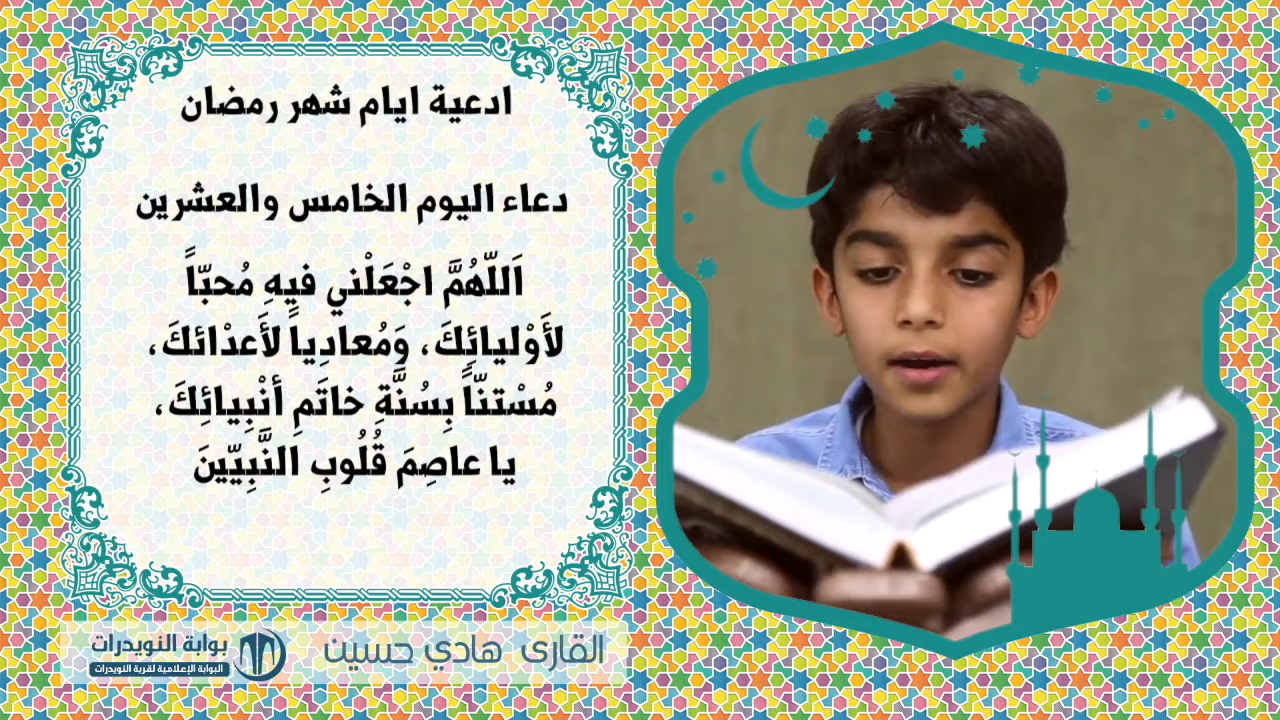 ادعية ايام شهر رمضان
دعاء اليوم الخامس والعشرين
اَللّهُمَّ اجْعَلْني فيهِ مُحبّاً
لأَوْليائِكَ، وَمُعادِياً لأَعدْائكَ،
مُسْتنّاً بِسُنَّةِ خاتَمِ أنْبِيائِكَ،
يا عاصِمَ قُلُوبِ النَّبِيّينَ
القارئ هادي حسين
بوابة النويدرات
البوابة الإعلامية لقرية النويدرات